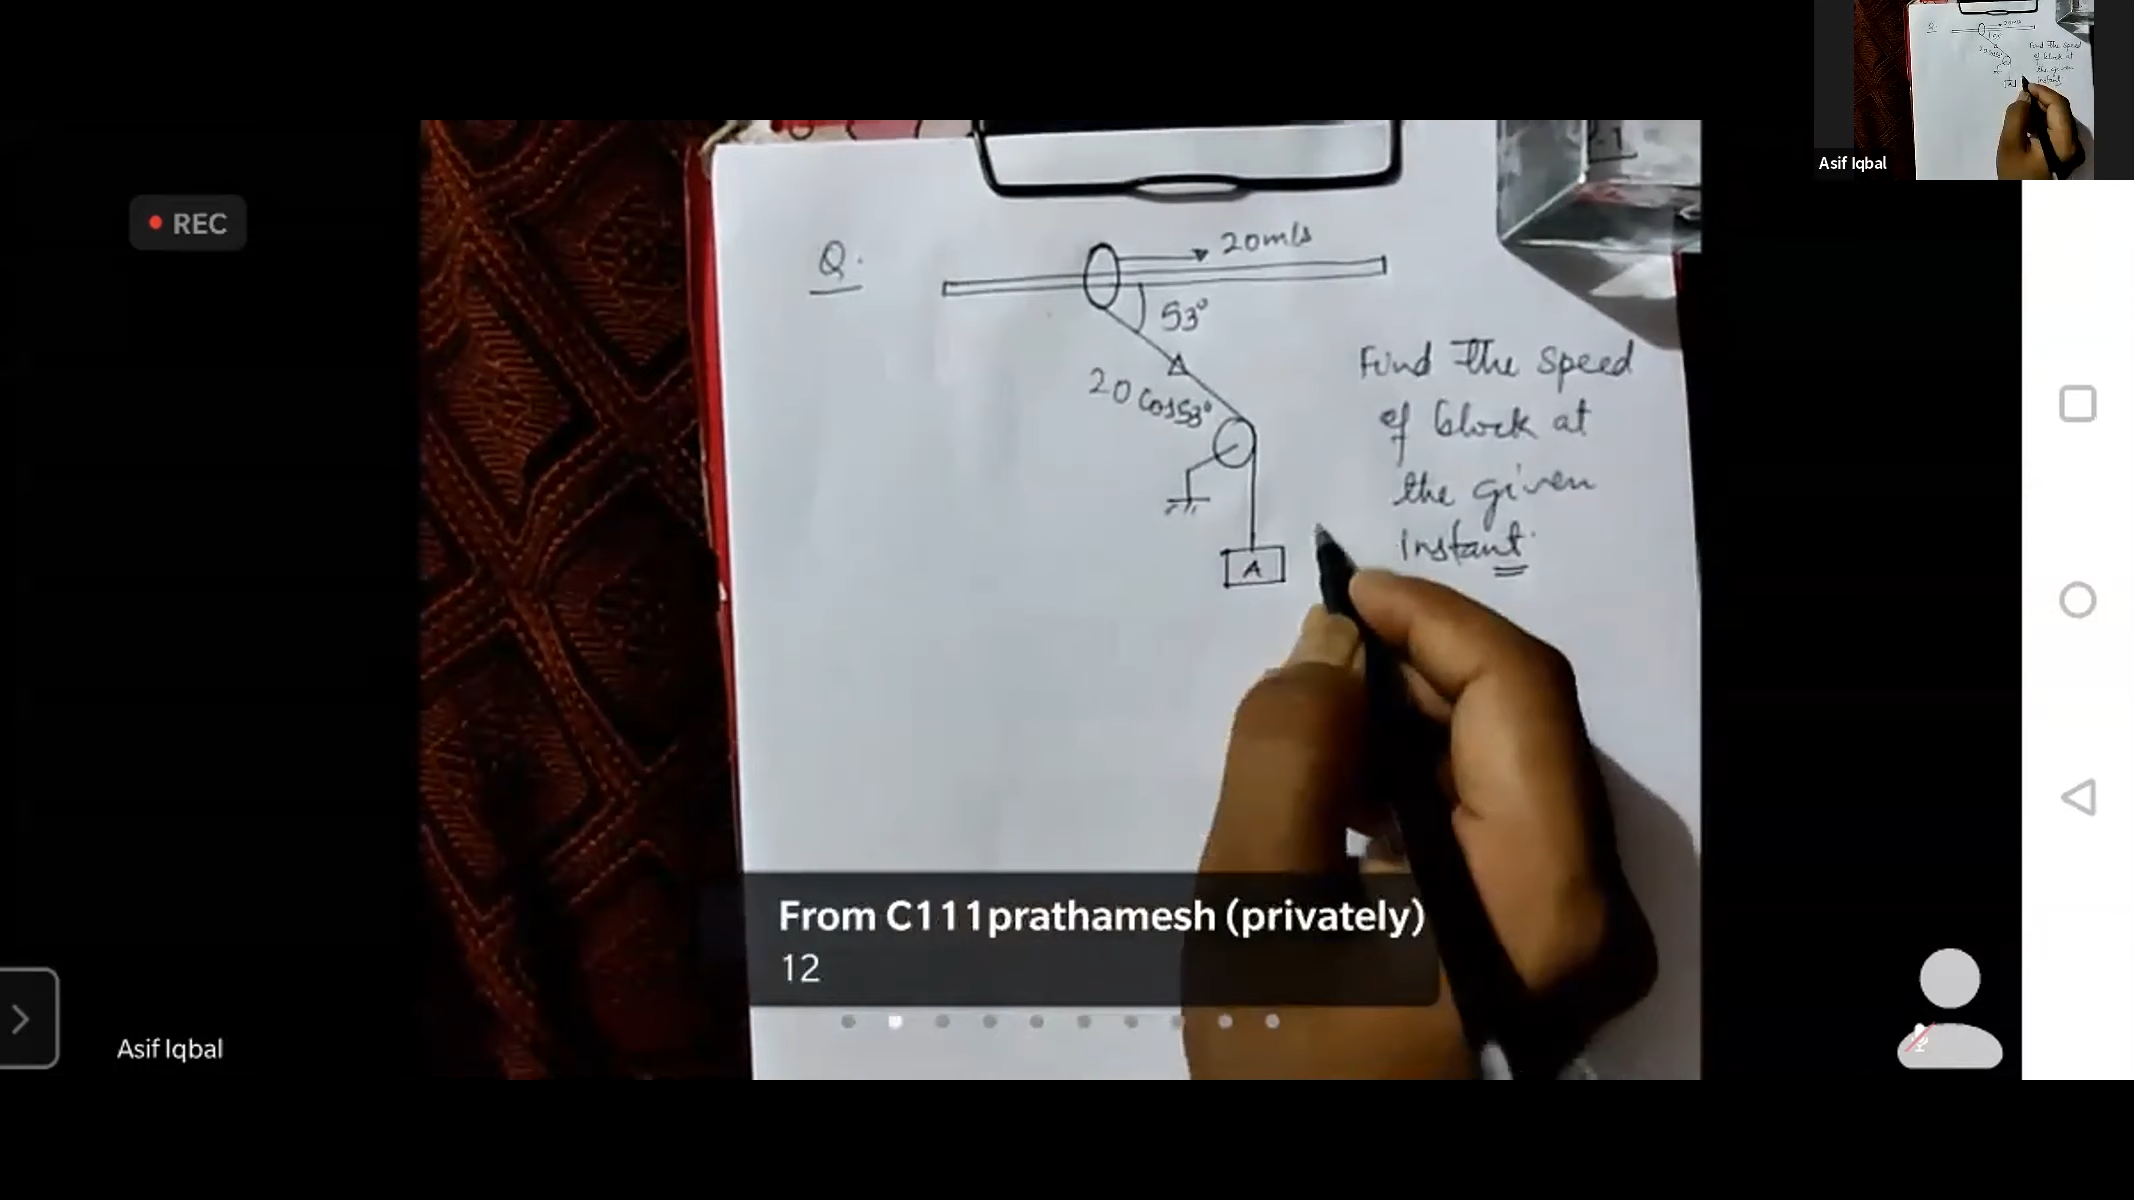 REC
Q.
20m/s
53°
20 cos53°
A
Find The speed
of block at
the given
instant.
From C111prathamesh (privately)
12
Asif Iqbal
Asif Iqbal